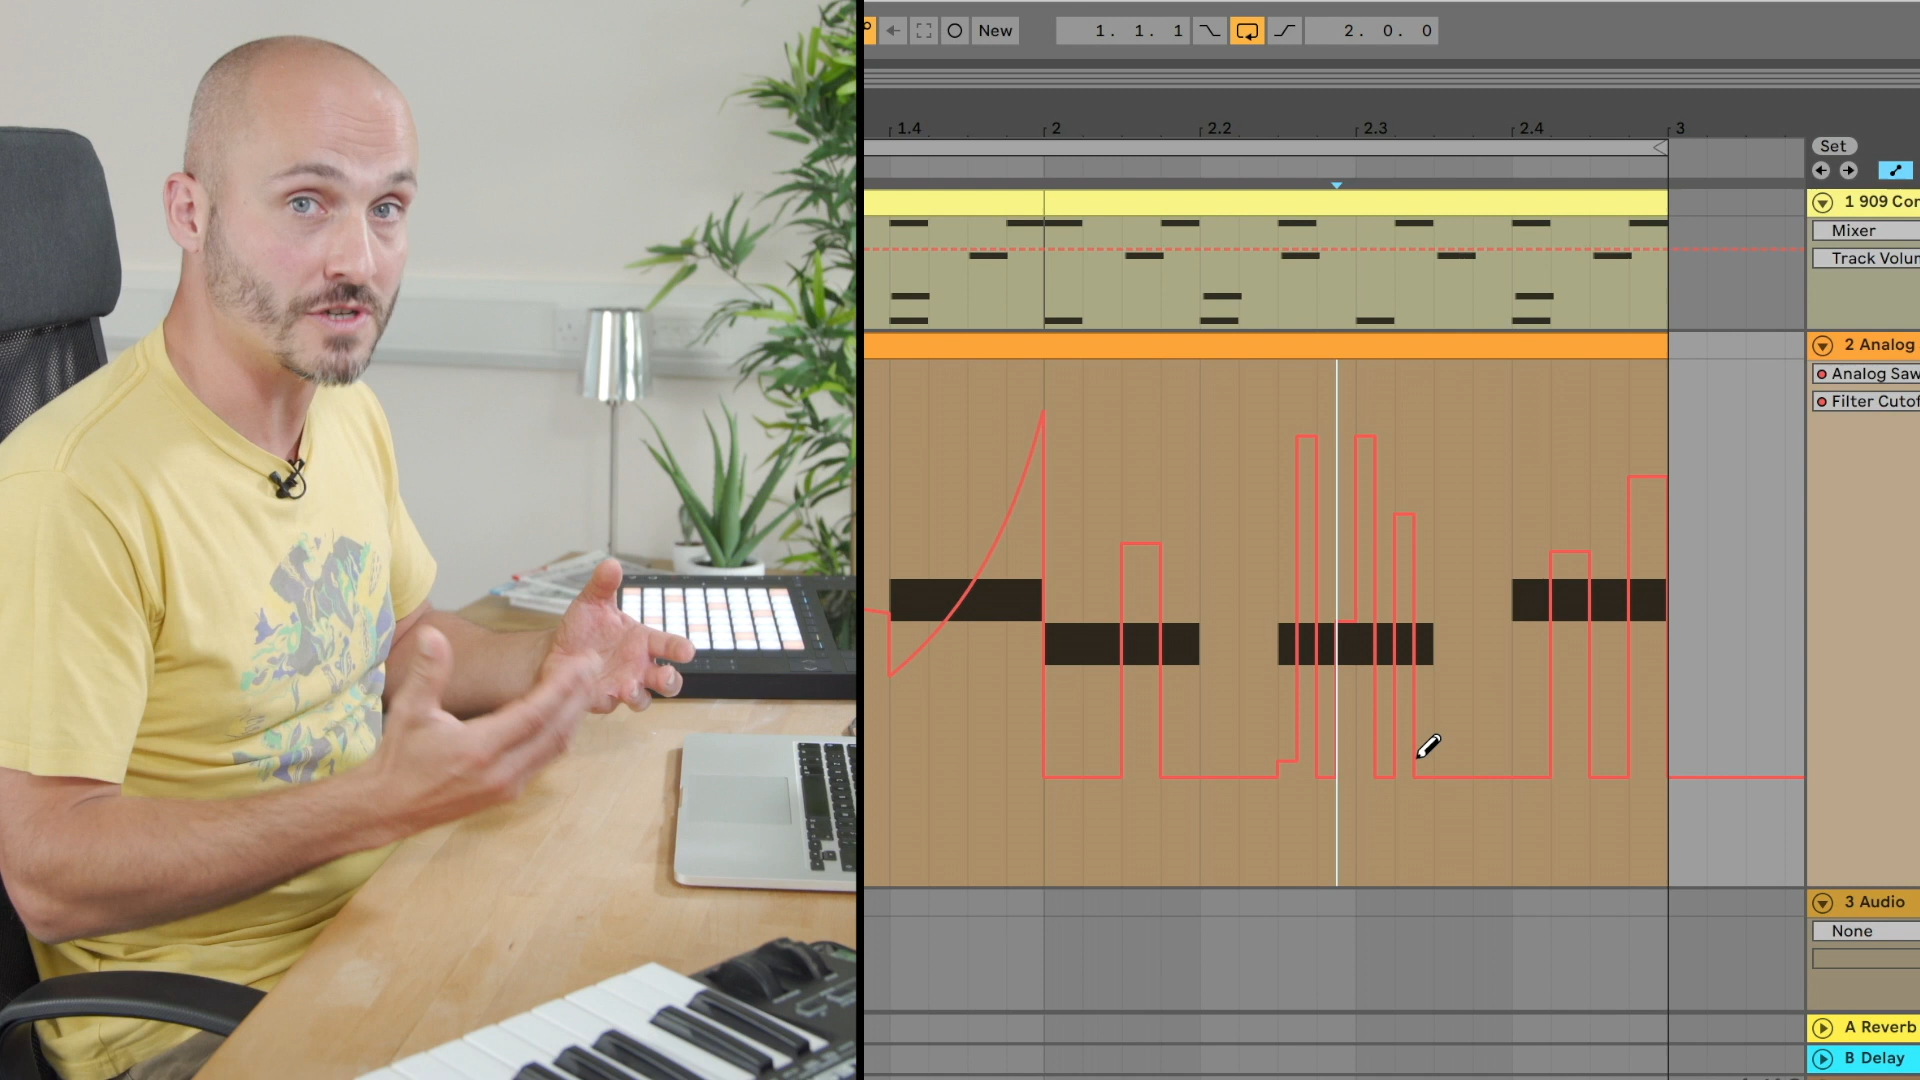 New 1. 1. 1 2. 0. 0
1.4 2 2.2 2.3 2.4 3
Set
1 909 Cor
Mixer
Track Volur
2 Analog
Analog Saw
Filter Cutof
3 Audio
None
A Reverb
B Delay